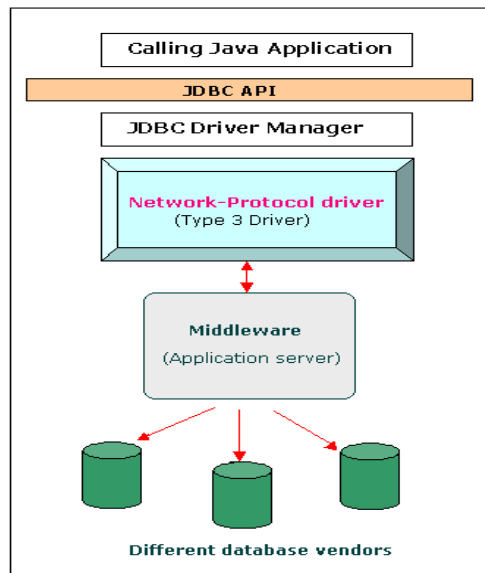 Calling Java Application
JDBC API
JDBC Driver Manager
Network-Protocol driver
(Type 3 Driver)
Middleware
(Application server)
Different database vendors